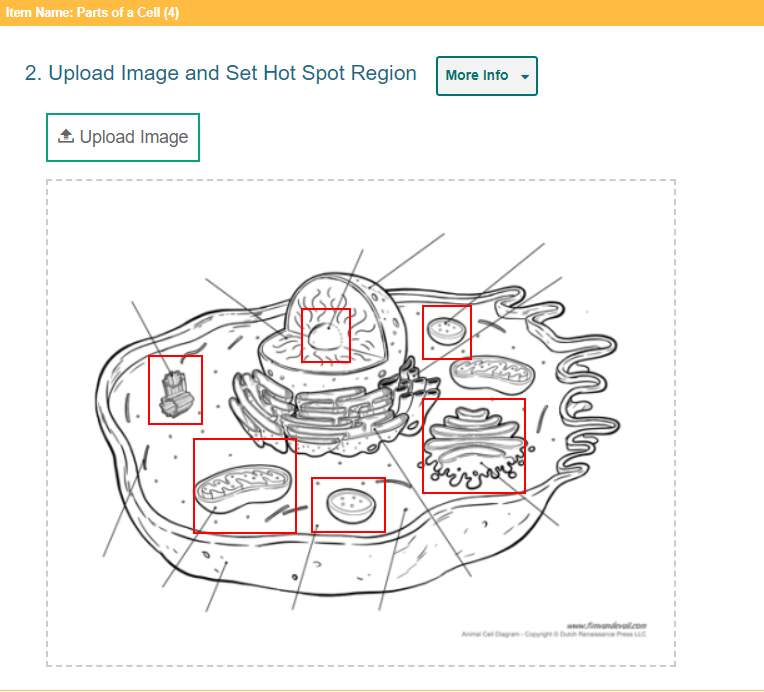 Item Name: Parts of a Cell (4)
2. Upload Image and Set Hot Spot Region
More Info
Upload Image
www.timvandevall.com
Animal Cell Diagram - Copyright © Dutch Renaissance Press LLC